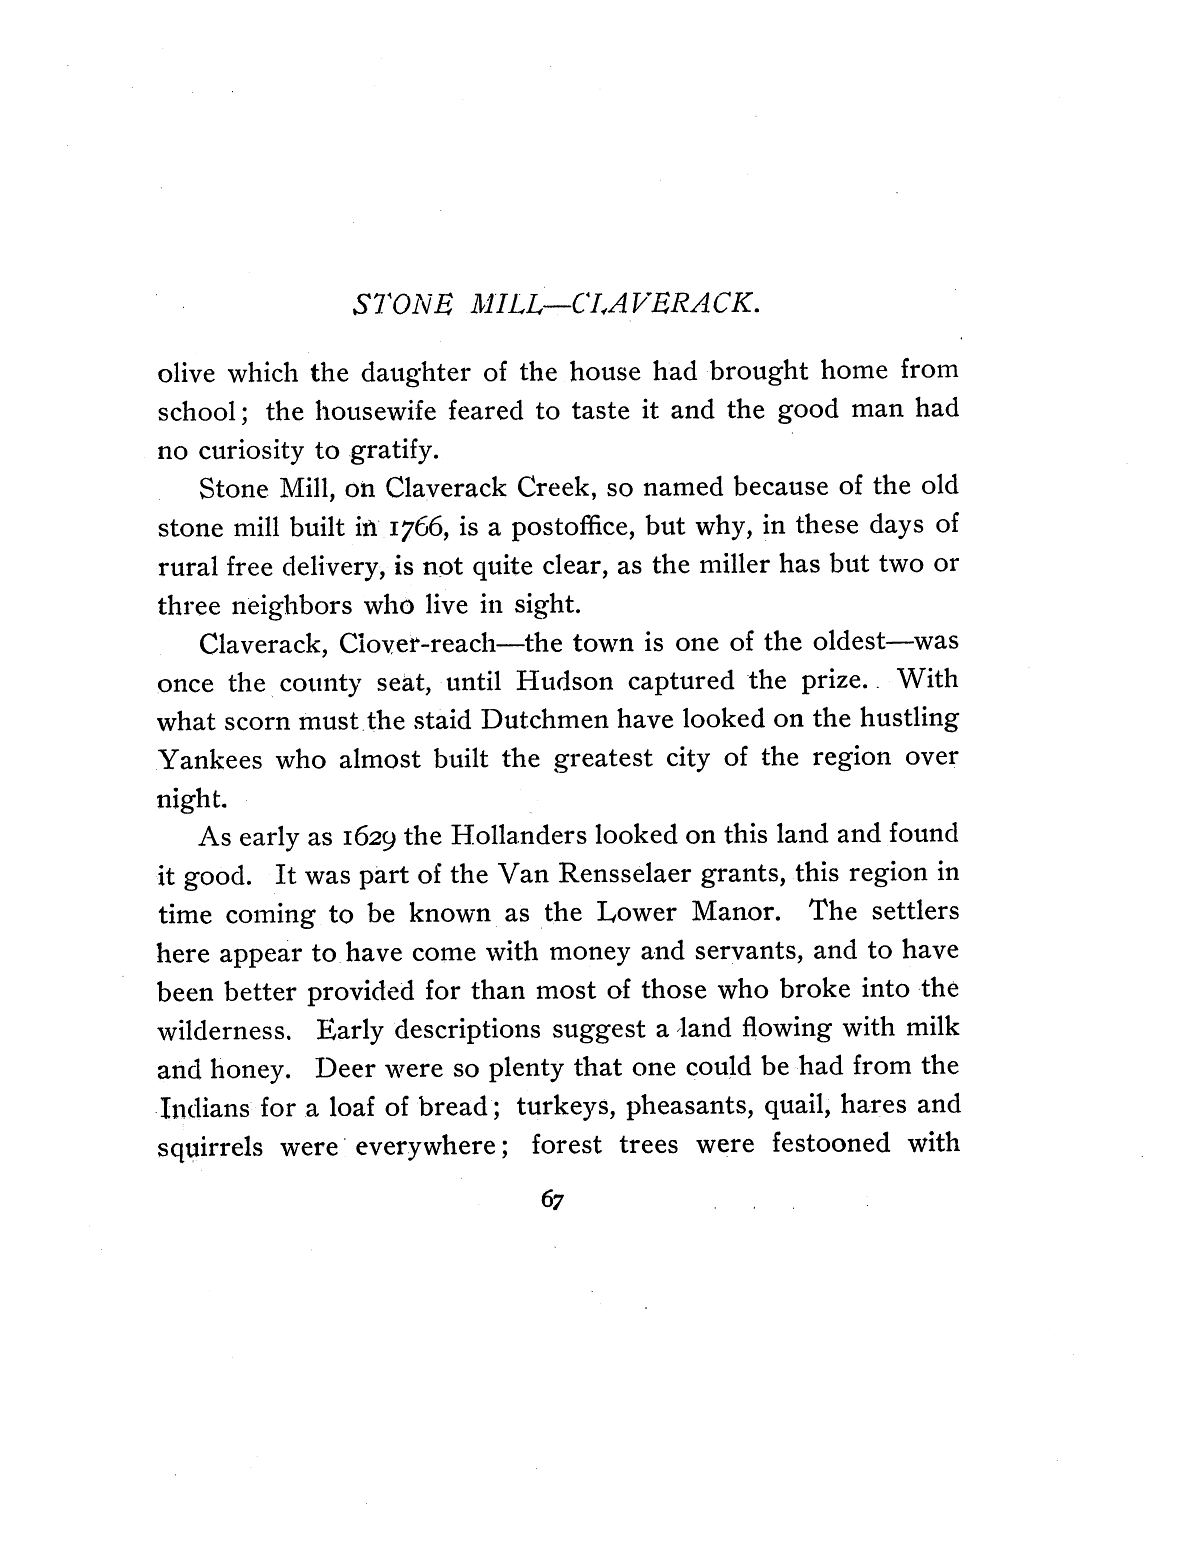 STONE MILL—CLAVERACK.
olive which the daughter of the house had brought home from
school; the housewife feared to taste it and the good man had
no curiosity to gratify.
Stone Mill, on Claverack Creek, so named because of the old
stone mill built in 1766, is a postoffice, but why, in these days of
rural free delivery, is not quite clear, as the miller has but two or
three neighbors who live in sight.
Claverack, Clover-reach—the town is one of the oldest—was
once the county seat, until Hudson captured the prize. With
what scorn must the staid Dutchmen have looked on the hustling
Yankees who almost built the greatest city of the region over
night.
As early as 1629 the Hollanders looked on this land and found
it good. It was part of the Van Rensselaer grants, this region in
time coming to be known as the Lower Manor. The settlers
here appear to have come with money and servants, and to have
been better provided for than most of those who broke into the
wilderness. Early descriptions suggest a land flowing with milk
and honey. Deer were so plenty that one could be had from the
Indians for a loaf of bread; turkeys, pheasants, quail, hares and
squirrels were everywhere; forest trees were festooned with
67